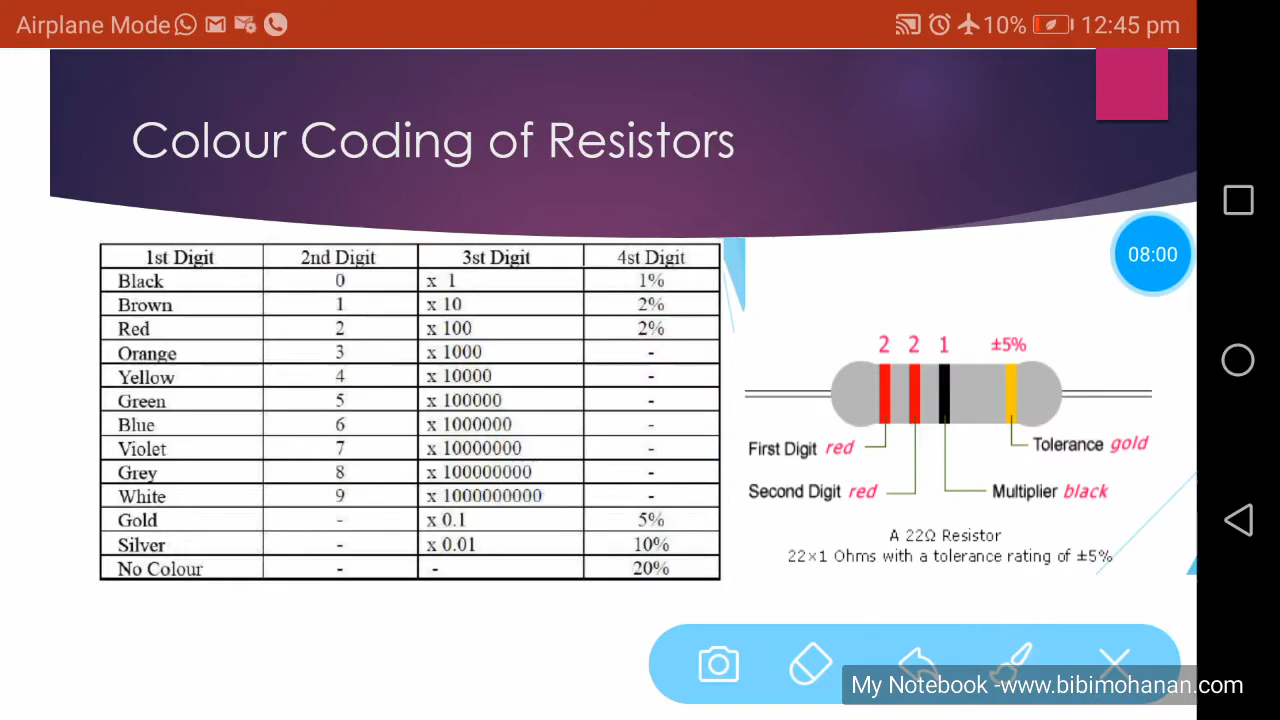 Airplane Mode
10%
12:45 pm
Colour Coding of Resistors
08:00
1st Digit 2nd Digit 3st Digit 4st Digit
Black 0 x 1 1%
Brown 1 x 10 2%
Red 2 x 100 2%
Orange 3 x 1000 -
Yellow 4 x 10000 -
Green 5 x 100000 -
Blue 6 x 1000000 -
Violet 7 x 10000000 -
Grey 8 x 100000000 -
White 9 x 1000000000 -
Gold - x 0.1 5%
Silver - x 0.01 10%
No Colour - - 20%
2 2 1 ±5%
First Digit red
Tolerance gold
Second Digit red
Multiplier black
A 22Ω Resistor
22×1 Ohms with a tolerance rating of ±5%
My Notebook -www.bibimohanan.com